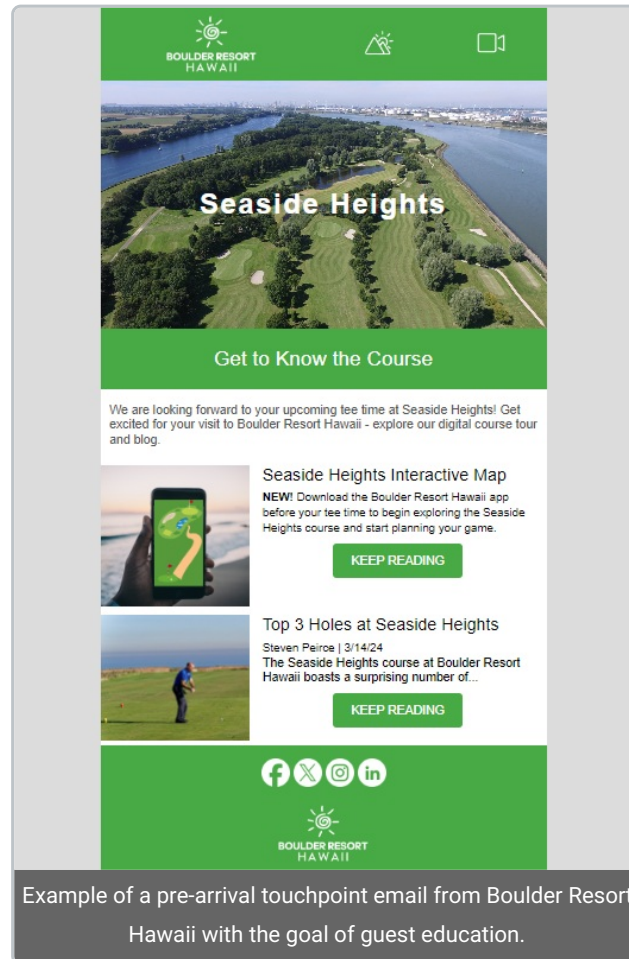 BOULDER RESORT
HAWAII
Seaside Heights
Get to Know the Course
We are looking forward to your upcoming tee time at Seaside Heights! Get
excited for your visit to Boulder Resort Hawaii - explore our digital course tour
and blog.
Seaside Heights Interactive Map
NEW! Download the Boulder Resort Hawaii app
before your tee time to begin exploring the Seaside
Heights course and start planning your game.
KEEP READING
Top 3 Holes at Seaside Heights
Steven Peirce | 3/14/24
The Seaside Heights course at Boulder Resort
Hawaii boasts a surprising number of...
KEEP READING
BOULDER RESORT
HAWAII
Example of a pre-arrival touchpoint email from Boulder Resort
Hawaii with the goal of guest education.